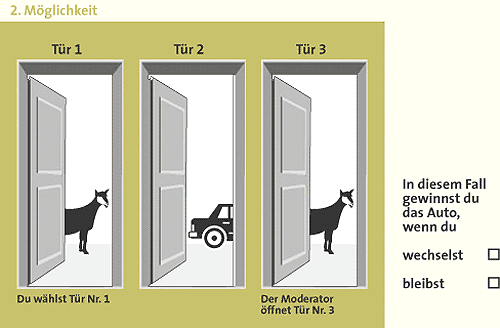 2. Möglichkeit
Tür 1
Tür 2
Tür 3
Du wählst Tür Nr. 1
Der Moderator
öffnet Tür Nr. 3
In diesem Fall
gewinnst du
das Auto,
wenn du
wechselst
bleibst